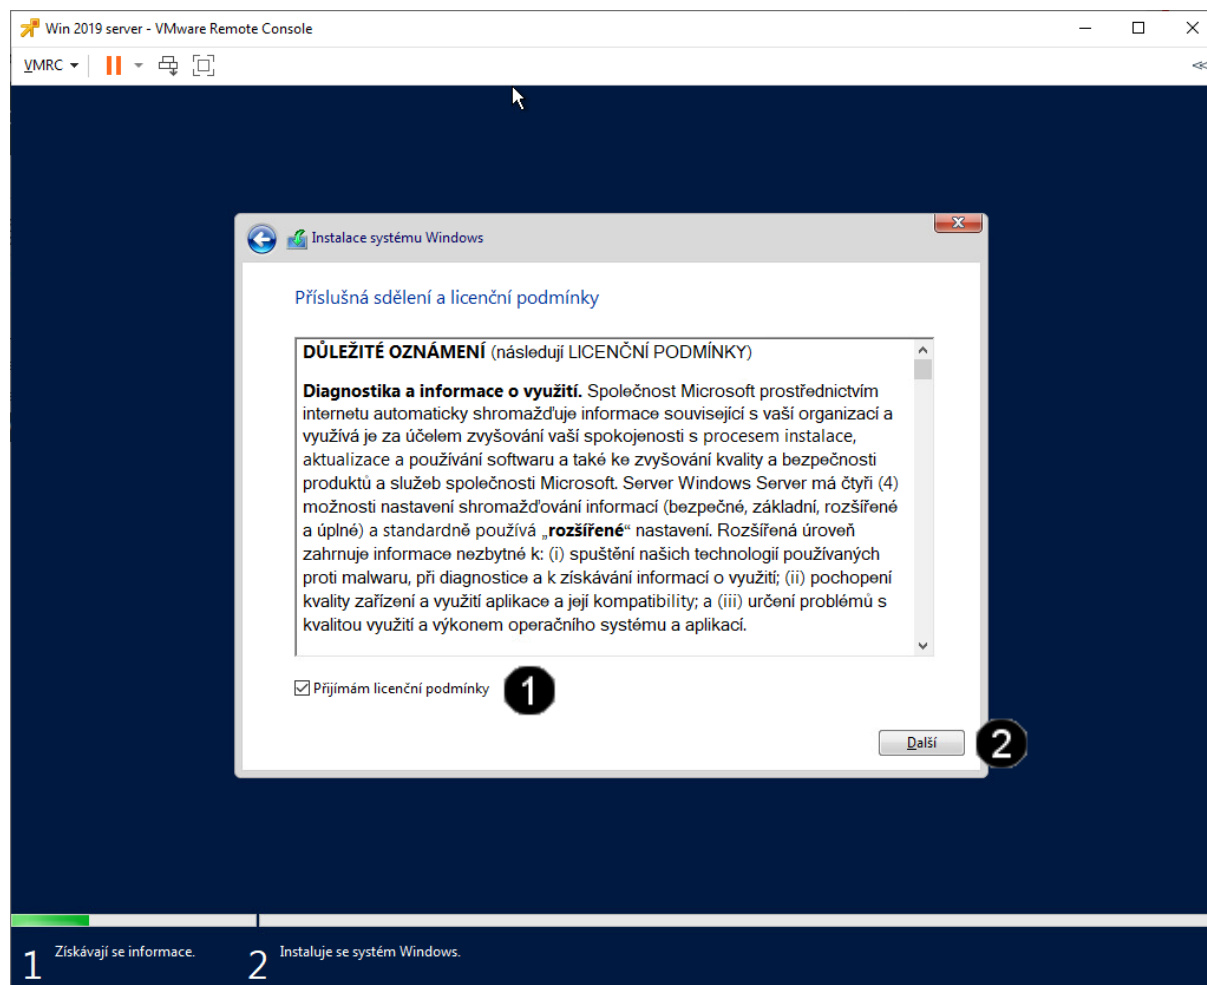 Win 2019 server - VMware Remote Console
VMRC
Instalace systému Windows
Příslušná sdělení a licenční podmínky
DŮLEŽITÉ OZNÁMENÍ (následují LICENČNÍ PODMÍNKY)
Diagnostika a informace o využití. Společnost Microsoft prostřednictvím
internetu automaticky shromažďuje informace související s vaší organizací a
využívá je za účelem zvyšování vaší spokojenosti s procesem instalace,
aktualizace a používání softwaru a také ke zvyšování kvality a bezpečnosti
produktů a služeb společnosti Microsoft. Server Windows Server má čtyři (4)
možnosti nastavení shromažďování informací (bezpečné, základní, rozšířené
a úplné) a standardně používá „rozšířené“ nastavení. Rozšířená úroveň
zahrnuje informace nezbytné k: (i) spuštění našich technologií používaných
proti malwaru, při diagnostice a k získávání informací o využití; (ii) pochopení
kvality zařízení a využití aplikace a její kompatibility; a (iii) určení problémů s
kvalitou využití a výkonem operačního systému a aplikací.
Přijímám licenční podmínky
1
Další
2
1 Získávají se informace.
2 Instaluje se systém Windows.